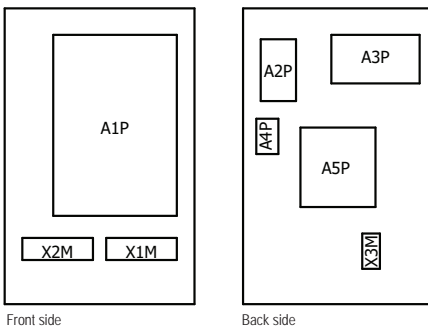 A1P
X2M
X1M
Front side
A2P
A3P
A4P
A5P
X3M
Back side